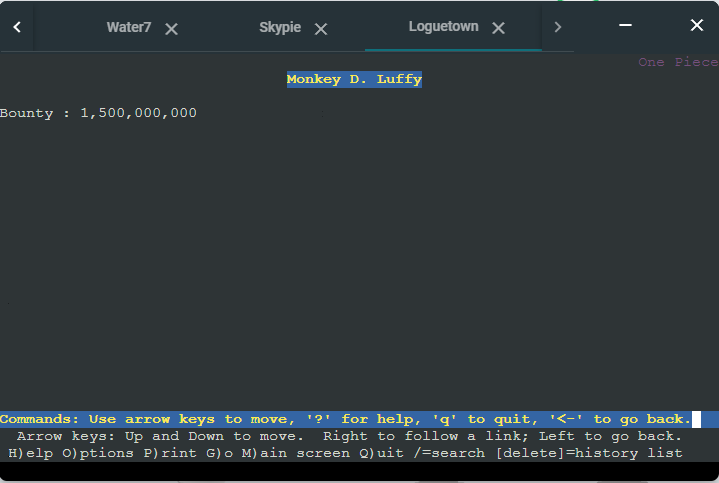 Water7 Skypie Loguetown
One Piece
Monkey D. Luffy
Bounty : 1,500,000,000
Commands: Use arrow keys to move, '?' for help, 'q' to quit, '<-' to go back.
Arrow keys: Up and Down to move. Right to follow a link; Left to go back.
H)elp O)ptions P)rint G)o M)ain screen Q)uit /=search [delete]=history list